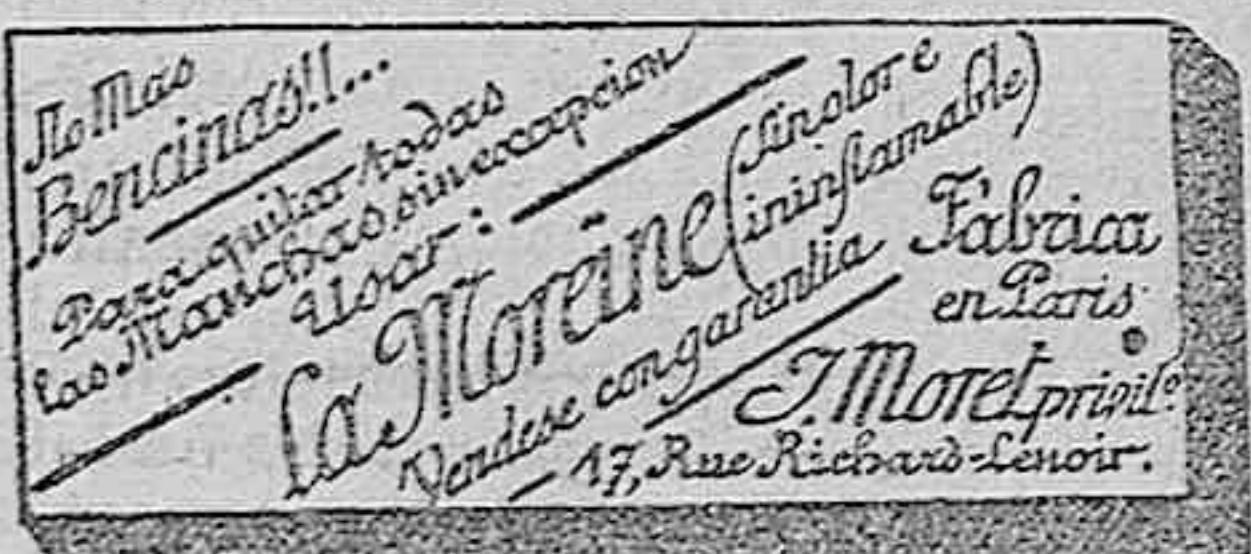 No Mas
Bencinas!!...
Para quitar todas
las Manchas sin excepcion
Usar:
La Moreïne (sin olor e
ininflamable)
Vendese con garantia
Fábrica
en Paris
J. Moret, privil.º
17, Rue Richard-Lenoir.